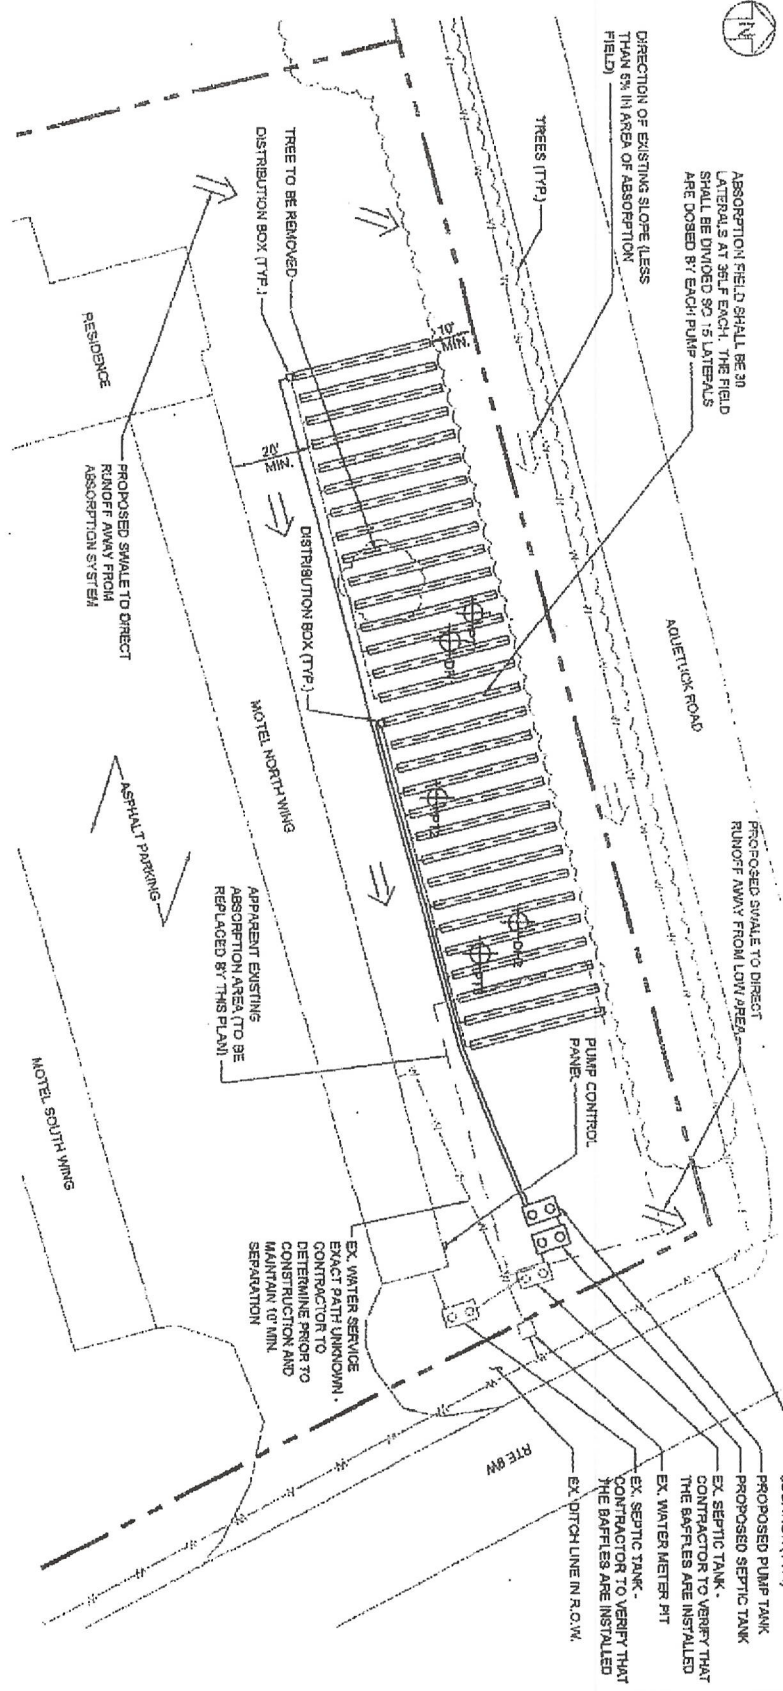 N
DIRECTION OF EXISTING SLOPE (LESS
THAN 5% IN AREA OF ABSORPTION
FIELD)
TREES (TYP.)
ABSORPTION FIELD SHALL BE 30
LATERALS AT 35LF EACH. THE FIELD
SHALL BE DIVIDED SO 15 LATERALS
ARE DOSED BY EACH PUMP
TREE TO BE REMOVED
DISTRIBUTION BOX (TYP.)
10'
MIN.
AQUETUCK ROAD
PROPOSED SWALE TO DIRECT
RUNOFF AWAY FROM LOW AREA
RESIDENCE
20'
MIN.
PROPOSED SWALE TO DIRECT
RUNOFF AWAY FROM
ABSORPTION SYSTEM
DISTRIBUTION BOX (TYP.)
MOTEL NORTH WING
ASPHALT PARKING
DH2
APPARENT EXISTING
ABSORPTION AREA (TO BE
REPLACED BY THIS PLAN)
PUMP CONTROL
PANEL
MOTEL SOUTH WING
EX. WATER SERVICE
EXACT PATH UNKNOWN -
CONTRACTOR TO
DETERMINE PRIOR TO
CONSTRUCTION AND
MAINTAIN 10' MIN.
SEPARATION
RTE 9W
PROPOSED PUMP TANK
PROPOSED SEPTIC TANK
EX. SEPTIC TANK -
CONTRACTOR TO VERIFY THAT
THE BAFFLES ARE INSTALLED
EX. WATER METER PIT
EX. SEPTIC TANK -
CONTRACTOR TO VERIFY THAT
THE BAFFLES ARE INSTALLED
EX. DITCH LINE IN R.O.W.